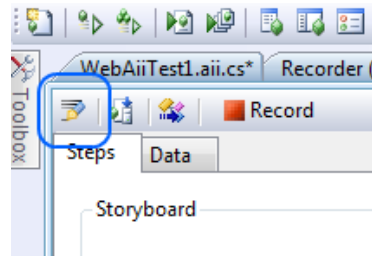 WebAiiTest1.aii.cs* Recorder (
Toolbox
Record
Steps Data
Storyboard